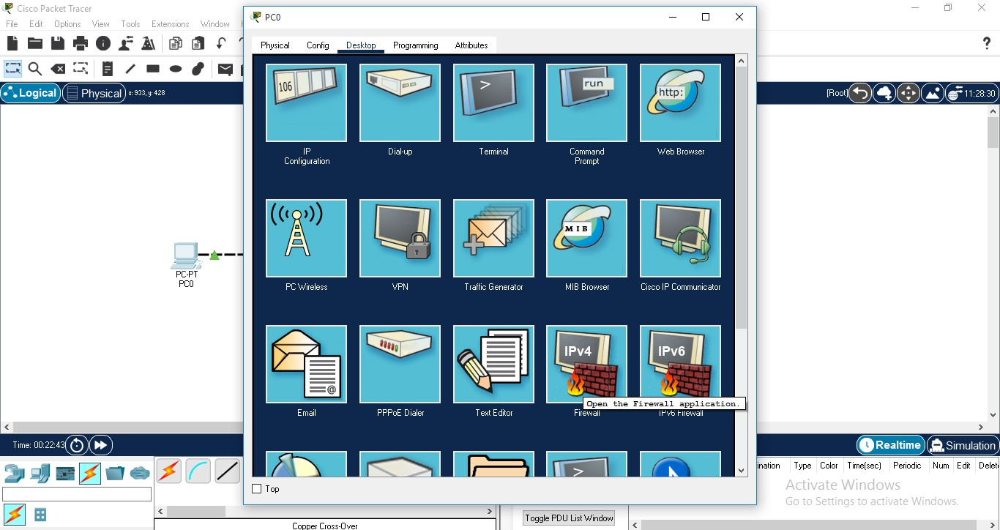 Cisco Packet Tracer
File Edit Options View Tools Extensions Window
Logical Physical x: 933, y: 428
[Root] 11:28:30
PC-PT
PC0
PC0
Physical Config Desktop Programming Attributes
106
IP
Configuration
Dial-up
>
Terminal
run
Command
Prompt
http:
Web Browser
PC Wireless
VPN
Traffic Generator
MIB
MIB Browser
Cisco IP Communicator
@
Email
PPPoE Dialer
Text Editor
IPv4
Firewall
IPv6
IPv6 Firewall
Open the Firewall application.
>
Top
Time: 00:22:43
Realtime Simulation
Copper Cross-Over
Toggle PDU List Window
ination Type Color Time(sec) Periodic Num Edit Delet
Activate Windows
Go to Settings to activate Windows.